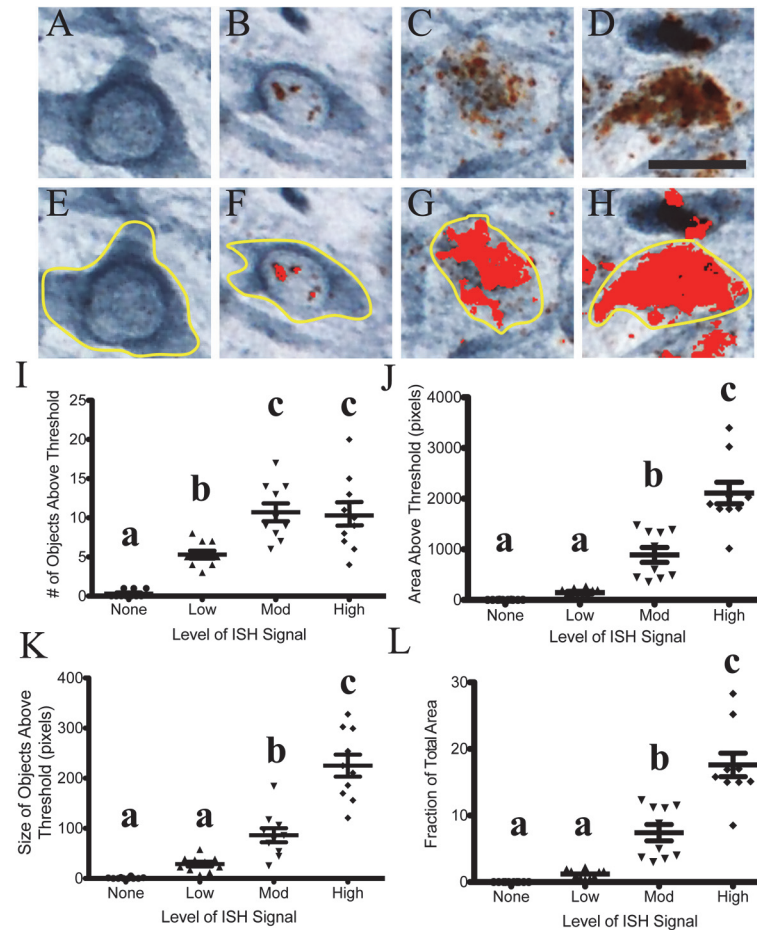 A B C D
E F G H
I
# of Objects Above Threshold
25
20
15
10
5
0
a b c c
None Low Mod High
Level of ISH Signal
J
Area Above Threshold (pixels)
4000
3000
2000
1000
0
a a b c
None Low Mod High
Level of ISH Signal
K
Size of Objects Above
Threshold (pixels)
400
300
200
100
0
a a b c
None Low Mod High
Level of ISH Signal
L
Fraction of Total Area
30
20
10
0
a a b c
None Low Mod High
Level of ISH Signal